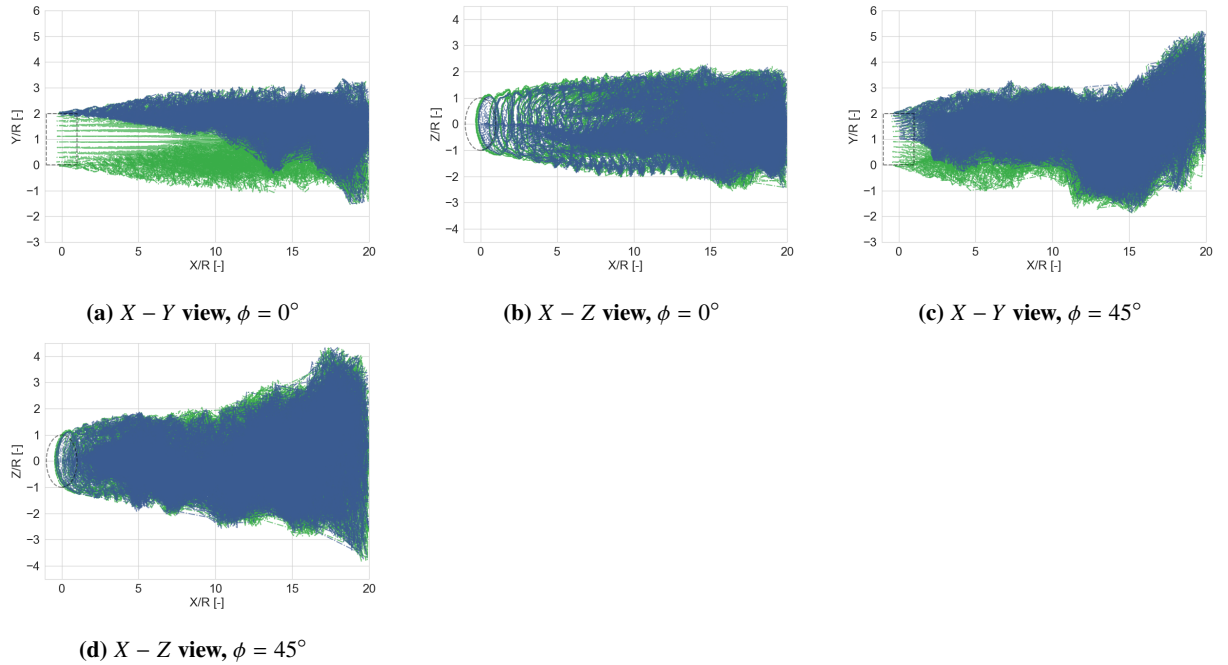 6
5
4
3
2
1
0
−1
−2
−3
Y/R [-]
0 5 10 15 20
X/R [-]
(a) X − Y view, ϕ = 0°
4
3
2
1
0
−1
−2
−3
−4
Z/R [-]
0 5 10 15 20
X/R [-]
(b) X − Z view, ϕ = 0°
6
5
4
3
2
1
0
−1
−2
−3
Y/R [-]
0 5 10 15 20
X/R [-]
(c) X − Y view, ϕ = 45°
4
3
2
1
0
−1
−2
−3
−4
Z/R [-]
0 5 10 15 20
X/R [-]
(d) X − Z view, ϕ = 45°